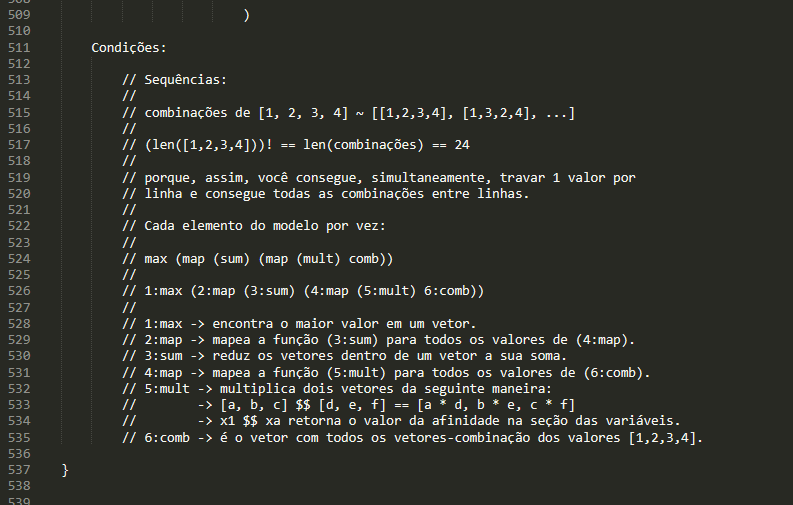 509 )
510
511 Condições:
512
513 // Sequências:
514 //
515 // combinações de [1, 2, 3, 4] ~ [[1,2,3,4], [1,3,2,4], ...]
516 //
517 // (len([1,2,3,4]))! == len(combinações) == 24
518 //
519 // porque, assim, você consegue, simultaneamente, travar 1 valor por
520 // linha e consegue todas as combinações entre linhas.
521 //
522 // Cada elemento do modelo por vez:
523 //
524 // max (map (sum) (map (mult) comb))
525 //
526 // 1:max (2:map (3:sum) (4:map (5:mult) 6:comb))
527 //
528 // 1:max -> encontra o maior valor em um vetor.
529 // 2:map -> mapea a função (3:sum) para todos os valores de (4:map).
530 // 3:sum -> reduz os vetores dentro de um vetor a sua soma.
531 // 4:map -> mapea a função (5:mult) para todos os valores de (6:comb).
532 // 5:mult -> multiplica dois vetores da seguinte maneira:
533 // -> [a, b, c] $$ [d, e, f] == [a * d, b * e, c * f]
534 // -> x1 $$ xa retorna o valor da afinidade na seção das variáveis.
535 // 6:comb -> é o vetor com todos os vetores-combinação dos valores [1,2,3,4].
536
537 }
538
539